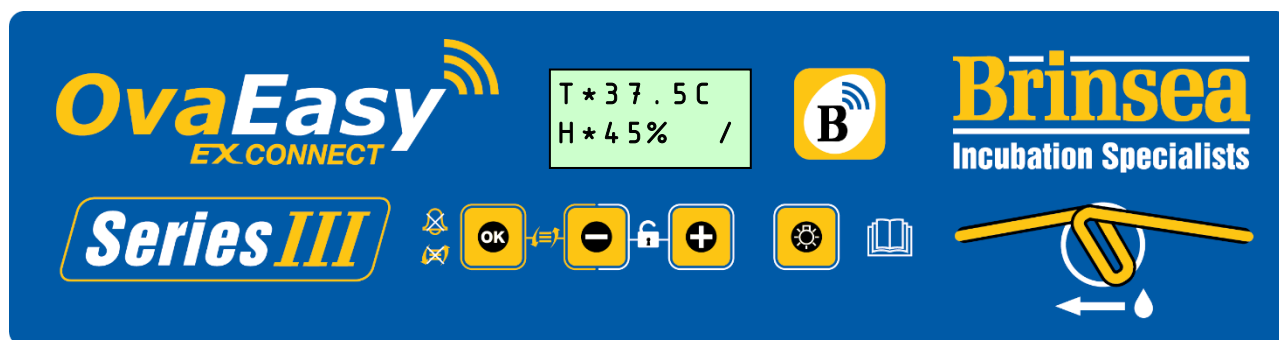 OvaEasy
EX CONNECT
T*37.5C
H*45% /
B
Brinsea
Incubation Specialists
Series III
OK